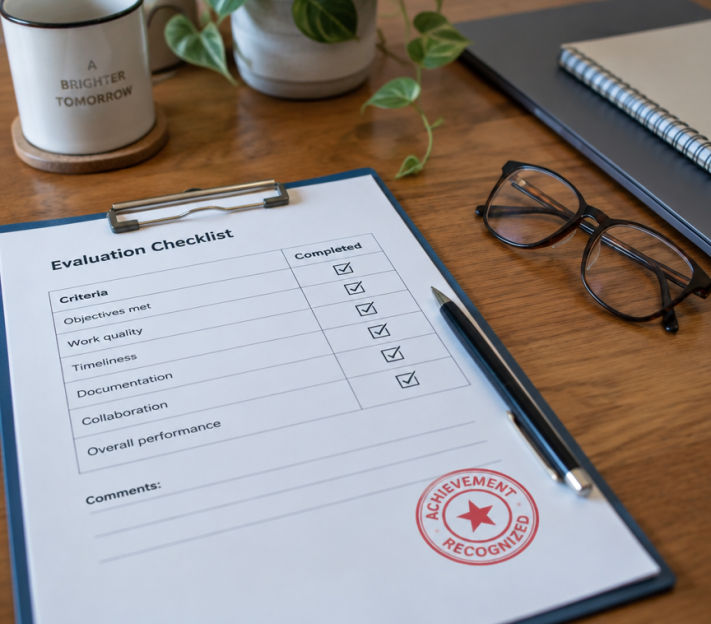 A
BRIGHTER
TOMORROW
Evaluation Checklist
Criteria Completed
Objectives met
Work quality
Timeliness
Documentation
Collaboration
Overall performance
Comments:
ACHIEVEMENT
RECOGNIZED